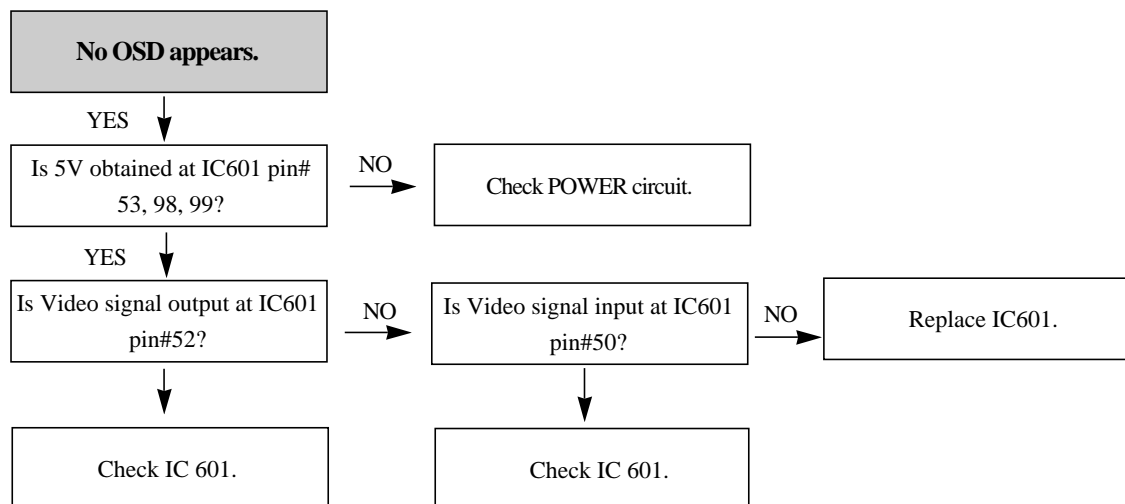 No OSD appears.
YES
Is 5V obtained at IC601 pin#
53, 98, 99?
NO
Check POWER circuit.
YES
Is Video signal output at IC601
pin#52?
NO
Is Video signal input at IC601
pin#50?
NO
Replace IC601.
Check IC 601.
Check IC 601.